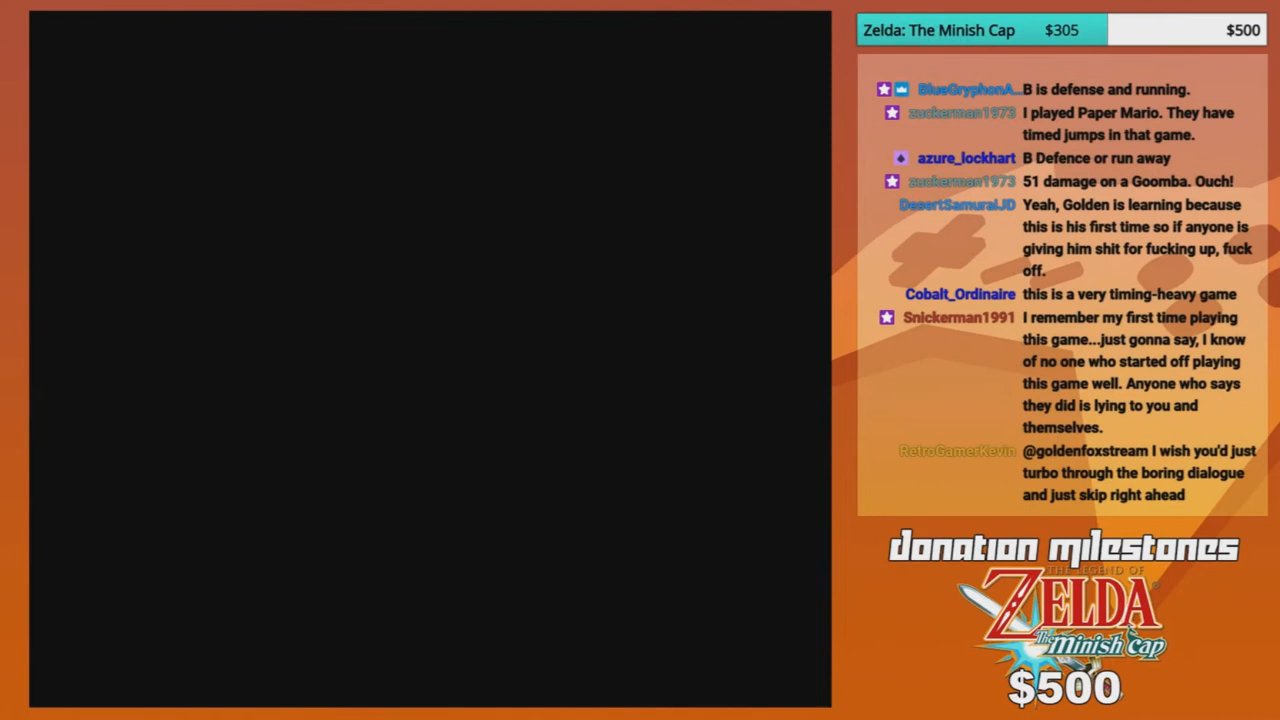 Zelda: The Minish Cap $305 $500
BlueGryphonA... B is defense and running.
zuckerman1973 I played Paper Mario. They have
timed jumps in that game.
azure_lockhart B Defence or run away
zuckerman1973 51 damage on a Goomba. Ouch!
DesertSamuraiJD Yeah, Golden is learning because
this is his first time so if anyone is
giving him shit for fucking up, fuck
off.
Cobalt_Ordinaire this is a very timing-heavy game
Snickerman1991 I remember my first time playing
this game...just gonna say, I know
of no one who started off playing
this game well. Anyone who says
they did is lying to you and
themselves.
RetroGamerKevin @goldenfoxstream I wish you'd just
turbo through the boring dialogue
and just skip right ahead
donation milestones
THE LEGEND OF
ZELDA
The Minish Cap
$500